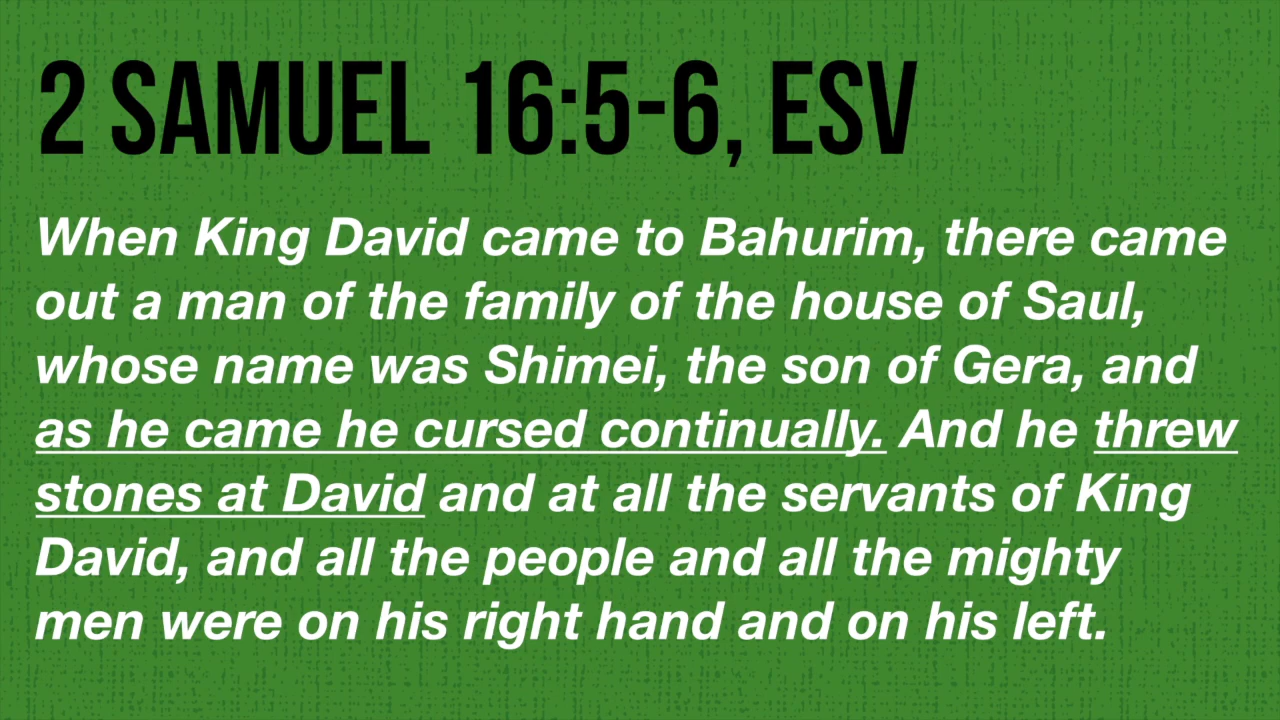 2 SAMUEL 16:5-6, ESV
When King David came to Bahurim, there came
out a man of the family of the house of Saul,
whose name was Shimei, the son of Gera, and
as he came he cursed continually. And he threw
stones at David and at all the servants of King
David, and all the people and all the mighty
men were on his right hand and on his left.